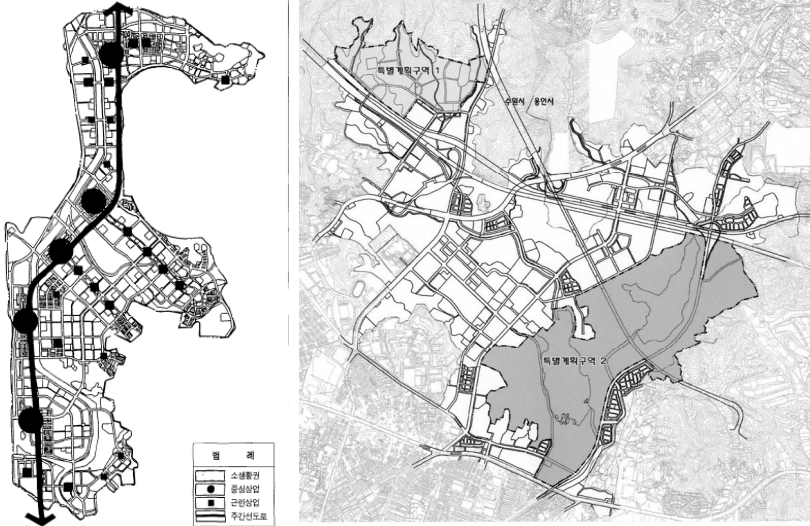 범 례
소생활권
중심상업
근린상업
주간선도로
특별계획구역 1
수원시 용인시
특별계획구역 2